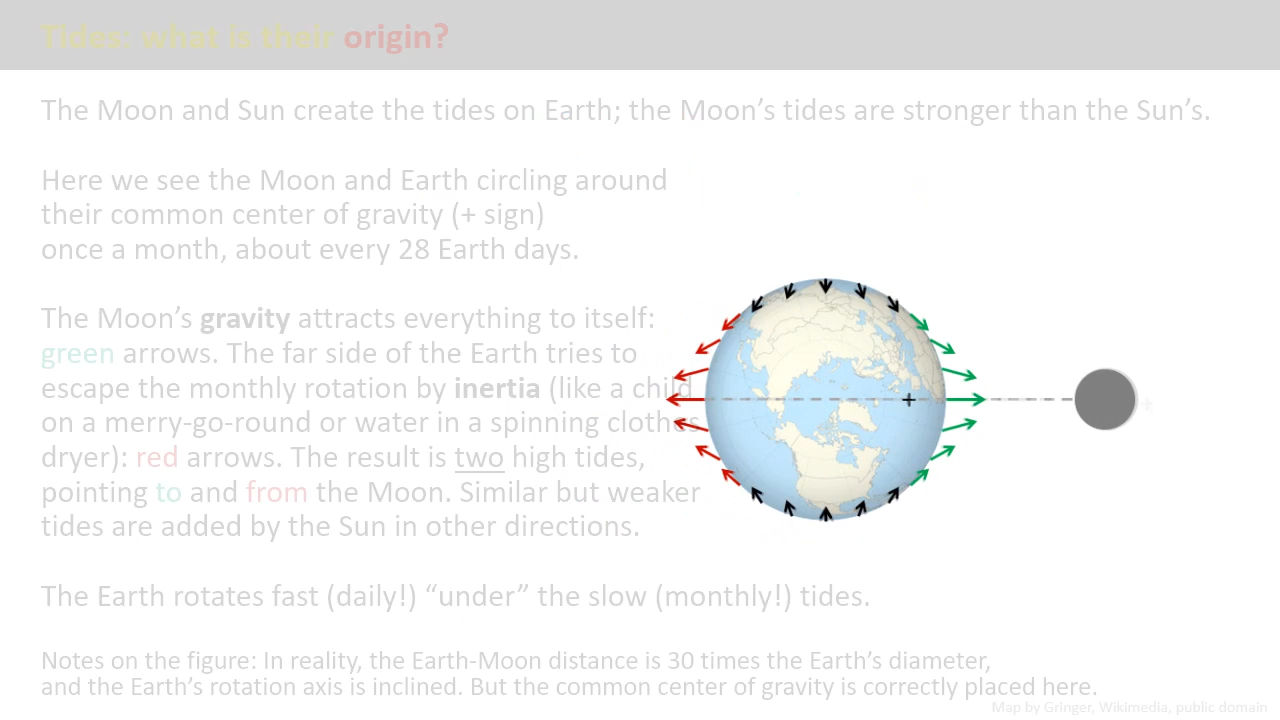 Tides: what is their origin?
The Moon and Sun create the tides on Earth; the Moon’s tides are stronger than the Sun’s.
Here we see the Moon and Earth circling around
their common center of gravity (+ sign)
once a month, about every 28 Earth days.
The Moon’s gravity attracts everything to itself:
green arrows. The far side of the Earth tries to
escape the monthly rotation by inertia (like a child
on a merry-go-round or water in a spinning clothes
dryer): red arrows. The result is two high tides,
pointing to and from the Moon. Similar but weaker
tides are added by the Sun in other directions.
The Earth rotates fast (daily!) “under” the slow (monthly!) tides.
Notes on the figure: In reality, the Earth-Moon distance is 30 times the Earth’s diameter,
and the Earth’s rotation axis is inclined. But the common center of gravity is correctly placed here.
Map by Gringer, Wikimedia, public domain